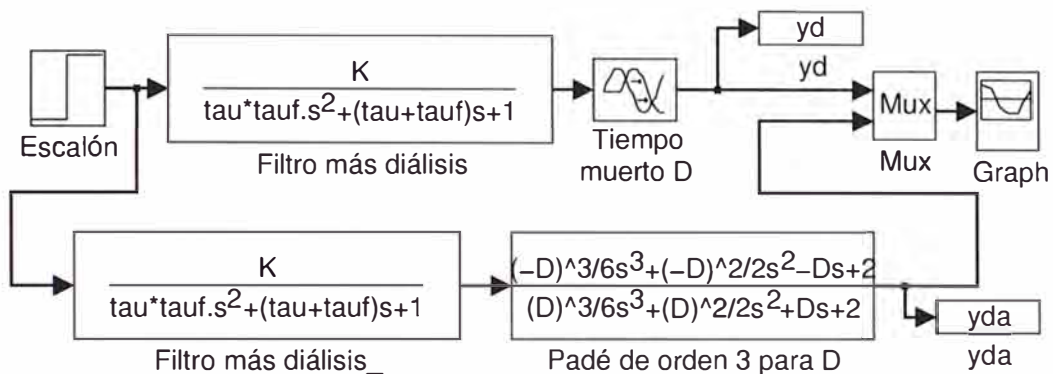 yd
K
tau*tauf.s^2+(tau+tauf)s+1
yd
Mux
Escalón
Tiempo
muerto D
Filtro más diálisis
Mux
Graph
K
tau*tauf.s^2+(tau+tauf)s+1
(−D)^3/6s^3+(−D)^2/2s^2−Ds+2
(D)^3/6s^3+(D)^2/2s^2+Ds+2
yda
Filtro más diálisis_
Padé de orden 3 para D
yda